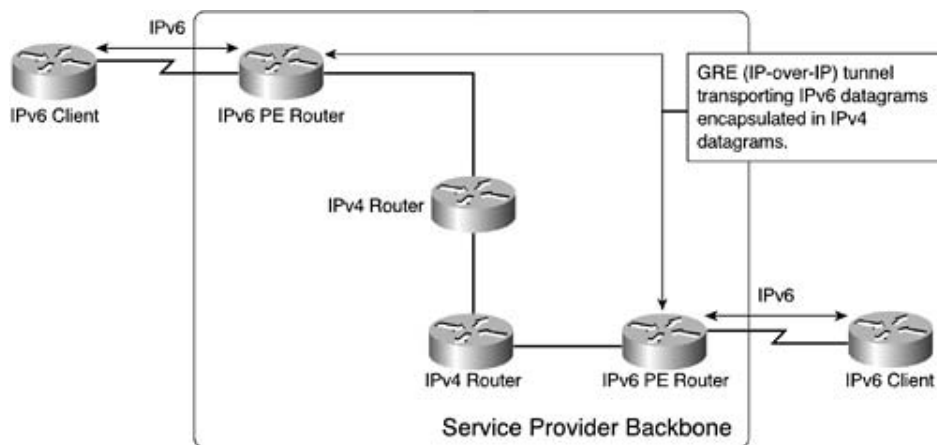 IPv6
IPv6 Client
IPv6 PE Router
GRE (IP-over-IP) tunnel
transporting IPv6 datagrams
encapsulated in IPv4
datagrams.
IPv4 Router
IPv6
IPv4 Router
IPv6 PE Router
IPv6 Client
Service Provider Backbone